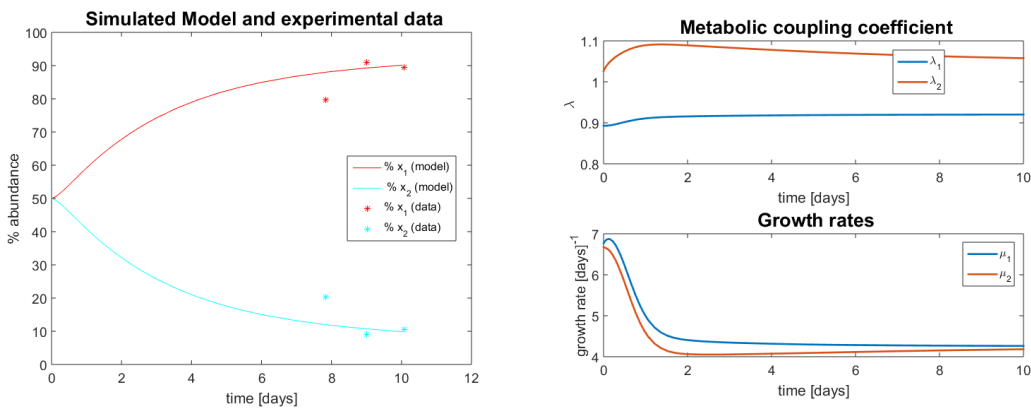 Simulated Model and experimental data
% abundance
100
90
80
70
60
50
40
30
20
10
0
0 2 4 6 8 10 12
time [days]
% x1 (model)
% x2 (model)
% x1 (data)
% x2 (data)
Metabolic coupling coefficient
λ
1.1
1
0.9
0.8
0 2 4 6 8 10
time [days]
λ1
λ2
Growth rates
growth rate [days]-1
7
6
5
4
0 2 4 6 8 10
time [days]
μ1
μ2